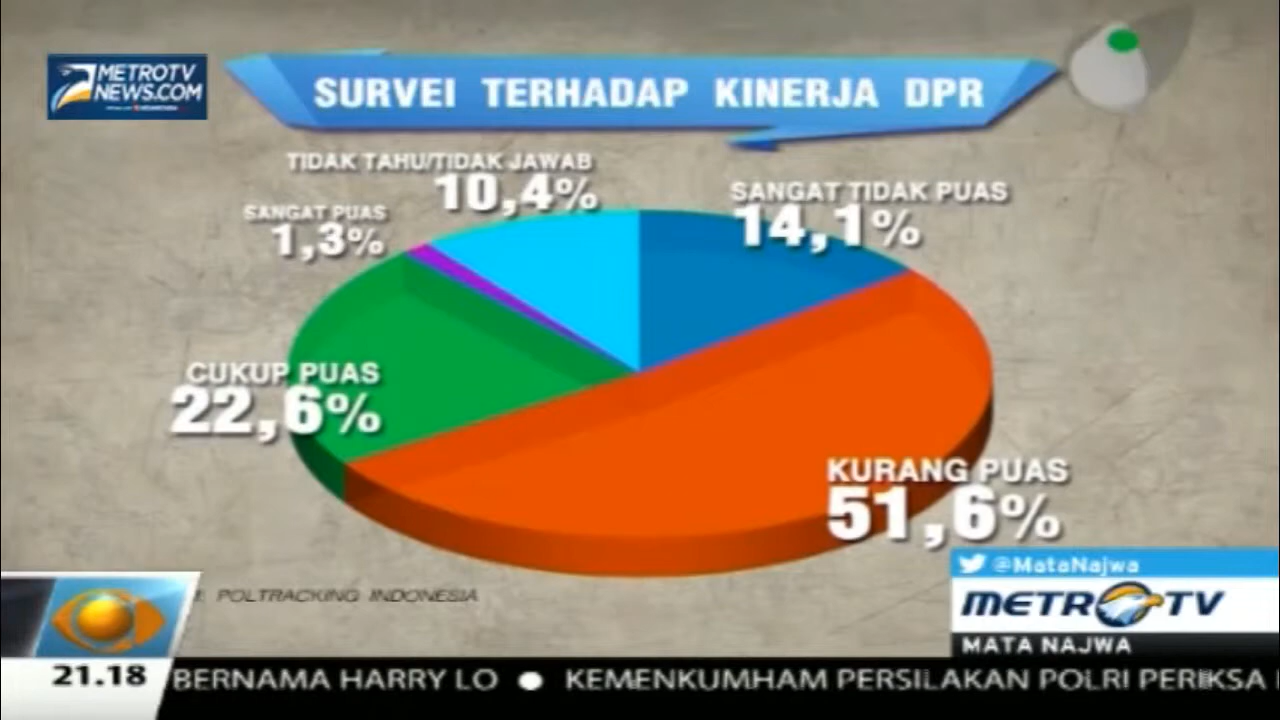 METROTV
NEWS.COM
SURVEI TERHADAP KINERJA DPR
TIDAK TAHU/TIDAK JAWAB
10,4%
SANGAT TIDAK PUAS
14,1%
SANGAT PUAS
1,3%
CUKUP PUAS
22,6%
KURANG PUAS
51,6%
@MataNajwa
POLTRACKING INDONESIA
METRO TV
MATA NAJWA
21.18
BERNAMA HARRY LO ● KEMENKUMHAM PERSILAKAN POLRI PERIKSA